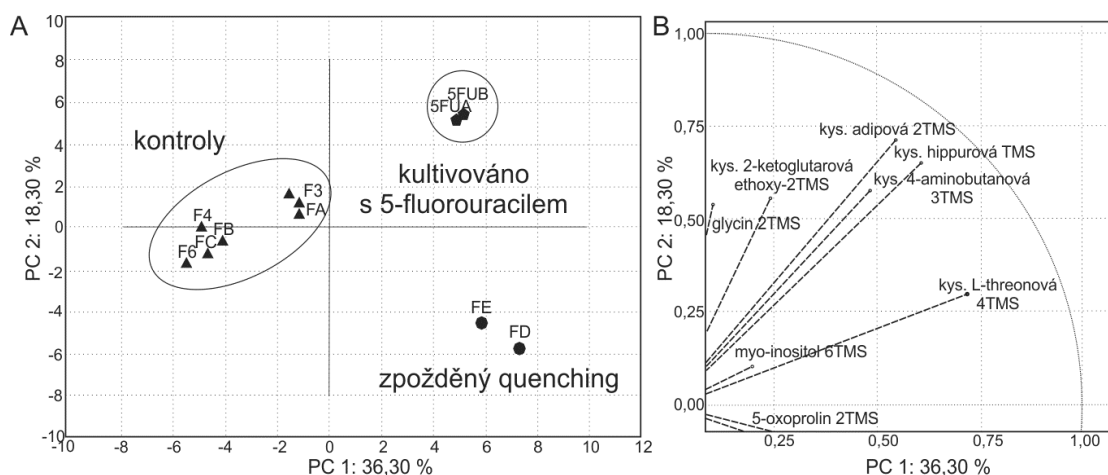 A
10
8
6
4
2
0
-2
-4
-6
-8
-10
PC 2: 18,30 %
-10
-8
-6
-4
-2
0
2
4
6
8
10
12
PC 1: 36,30 %
kontroly
5FUB
5FUA
kultivováno
s 5-fluorouracilem
F3
FA
F4
FB
FC
F6
FE
FD
zpožděný quenching
B
1,00
0,75
0,50
0,25
0,00
PC 2: 18,30 %
0,25
0,50
0,75
1,00
PC 1: 36,30 %
kys. adipová 2TMS
kys. hippurová TMS
kys. 2-ketoglutarová
ethoxy-2TMS
kys. 4-aminobutanová
3TMS
glycin 2TMS
kys. L-threonová
4TMS
myo-inositol 6TMS
5-oxoprolin 2TMS